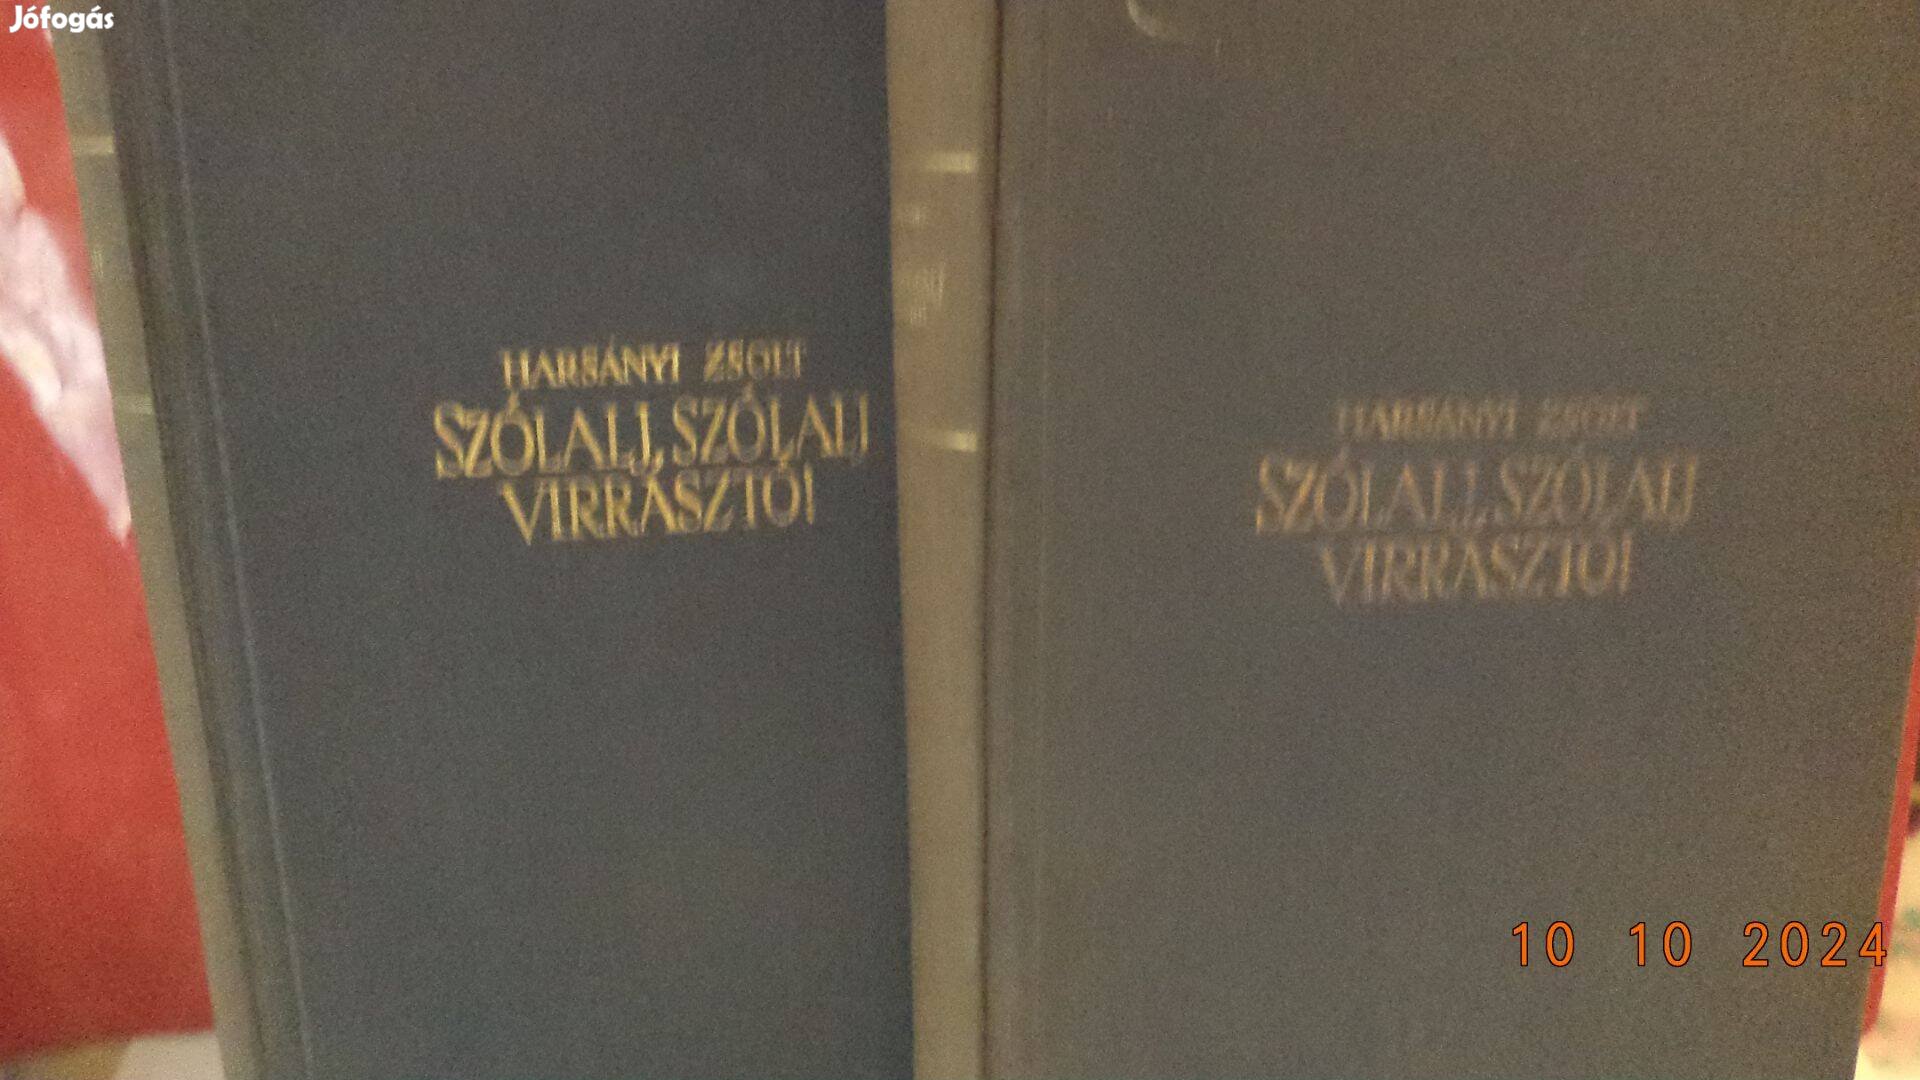 Jófogás
HARSÁNYI ZSOLT
SZÓLALJ, SZÓLALJ
VIRRASZTÓ!
HARSÁNYI ZSOLT
SZÓLALJ, SZÓLALJ
VIRRASZTÓ!
10 10 2024